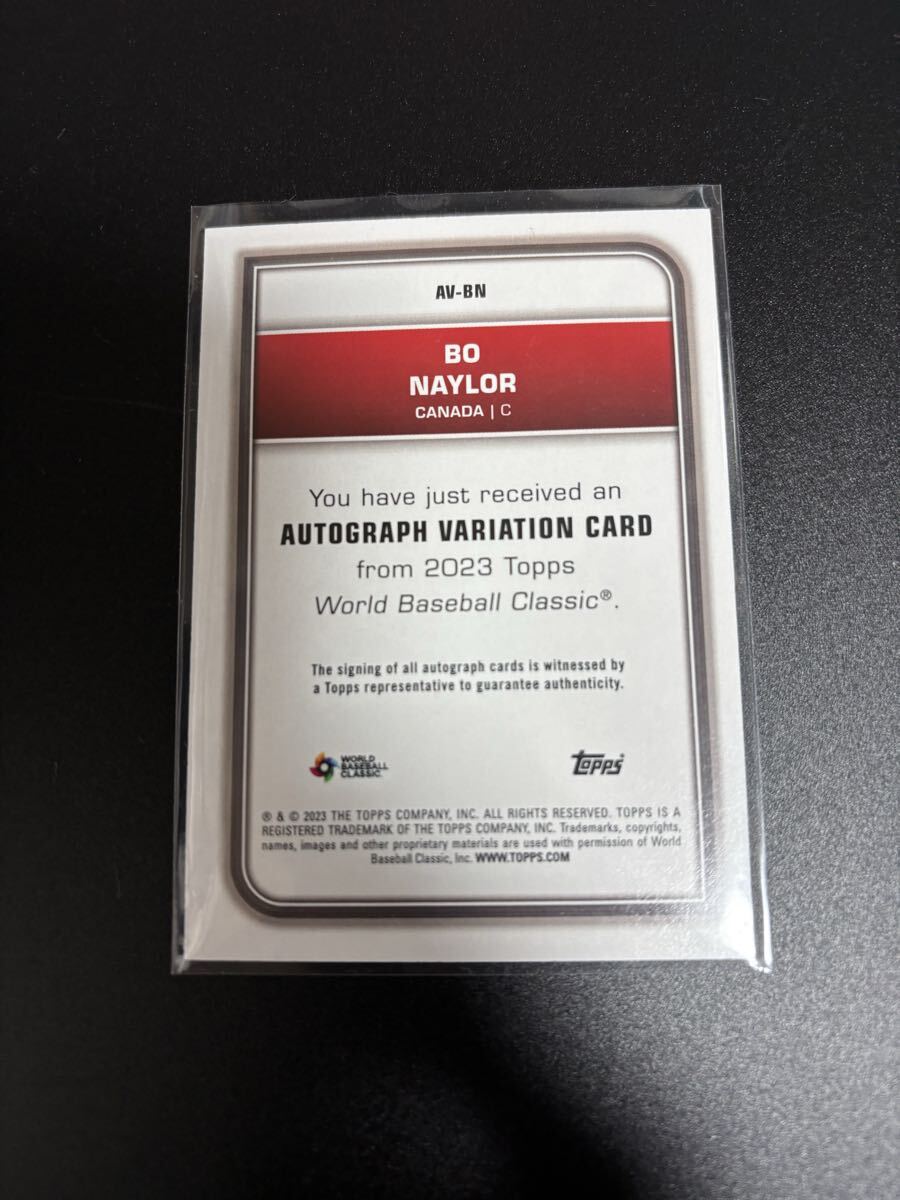 AV-BN
BO
NAYLOR
CANADA | C
You have just received an
AUTOGRAPH VARIATION CARD
from 2023 Topps
World Baseball Classic®.
The signing of all autograph cards is witnessed by
a Topps representative to guarantee authenticity.
WORLD
BASEBALL
CLASSIC
topps
® & © 2023 THE TOPPS COMPANY, INC. ALL RIGHTS RESERVED. TOPPS IS A
REGISTERED TRADEMARK OF THE TOPPS COMPANY, INC. Trademarks, copyrights,
names, images and other proprietary materials are used with permission of World
Baseball Classic, Inc. WWW.TOPPS.COM